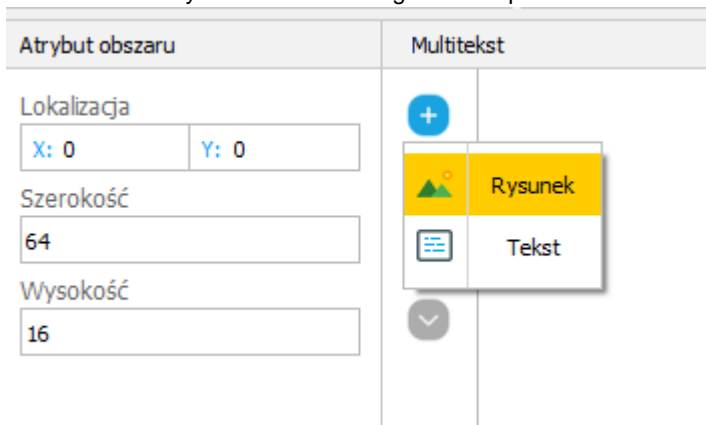 Atrybut obszaru
Multitekst
Lokalizacja
X: 0
Y: 0
Szerokość
64
Wysokość
16
Rysunek
Tekst